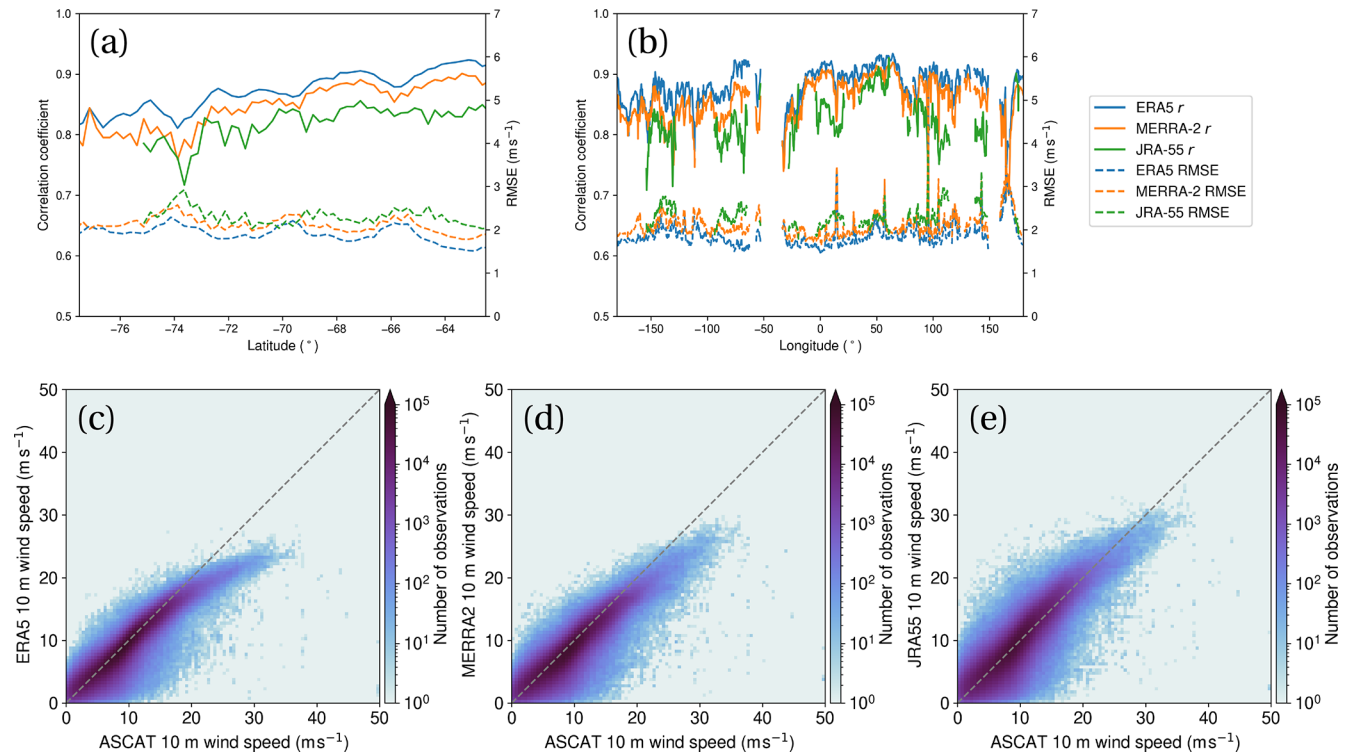 (a)
1.0
0.9
0.8
0.7
0.6
0.5
Correlation coefficient
7
6
5
4
3
2
1
0
RMSE (m s⁻¹)
−76 −74 −72 −70 −68 −66 −64
Latitude (°)
(b)
1.0
0.9
0.8
0.7
0.6
0.5
Correlation coefficient
7
6
5
4
3
2
1
0
RMSE (m s⁻¹)
−150 −100 −50 0 50 100 150
Longitude (°)
ERA5 r
MERRA-2 r
JRA-55 r
ERA5 RMSE
MERRA-2 RMSE
JRA-55 RMSE
(c)
50
40
30
20
10
0
ERA5 10 m wind speed (m s⁻¹)
0 10 20 30 40 50
ASCAT 10 m wind speed (m s⁻¹)
10⁵
10⁴
10³
10²
10¹
10⁰
Number of observations
(d)
50
40
30
20
10
0
MERRA2 10 m wind speed (m s⁻¹)
0 10 20 30 40 50
ASCAT 10 m wind speed (m s⁻¹)
10⁵
10⁴
10³
10²
10¹
10⁰
Number of observations
(e)
50
40
30
20
10
0
JRA55 10 m wind speed (m s⁻¹)
0 10 20 30 40 50
ASCAT 10 m wind speed (m s⁻¹)
10⁵
10⁴
10³
10²
10¹
10⁰
Number of observations